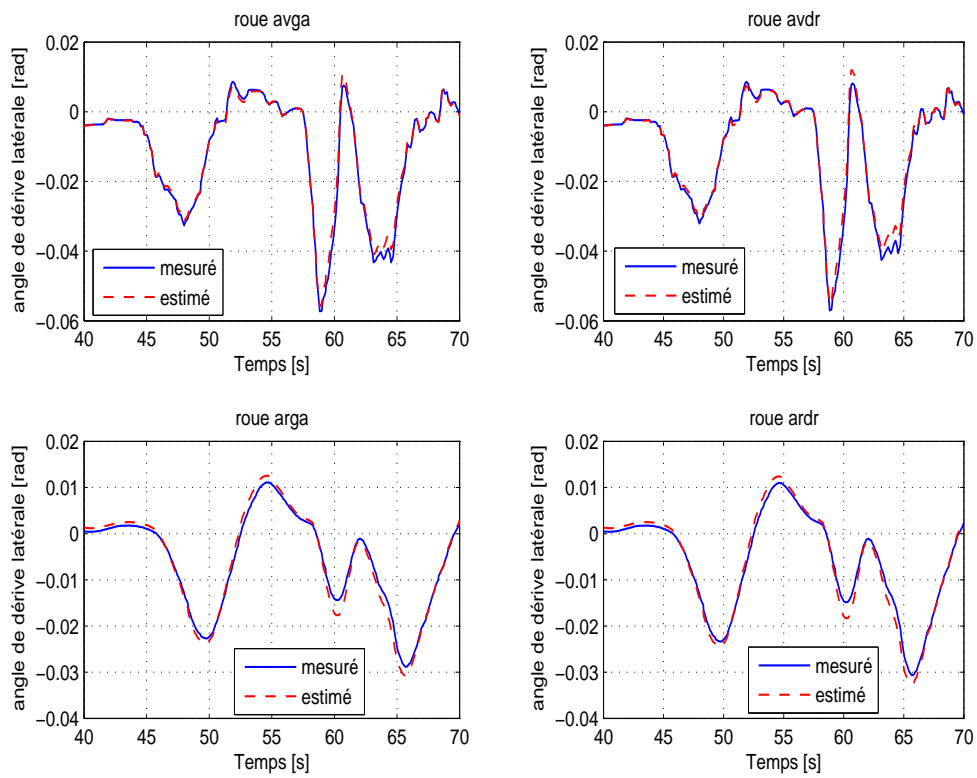 roue avga
angle de dérive latérale [rad]
0.02
0
−0.02
−0.04
−0.06
mesuré
estimé
40 45 50 55 60 65 70
Temps [s]
roue avdr
angle de dérive latérale [rad]
0.02
0
−0.02
−0.04
−0.06
mesuré
estimé
40 45 50 55 60 65 70
Temps [s]
roue arga
angle de dérive latérale [rad]
0.02
0.01
0
−0.01
−0.02
−0.03
−0.04
mesuré
estimé
40 45 50 55 60 65 70
Temps [s]
roue ardr
angle de dérive latérale [rad]
0.02
0.01
0
−0.01
−0.02
−0.03
−0.04
mesuré
estimé
40 45 50 55 60 65 70
Temps [s]